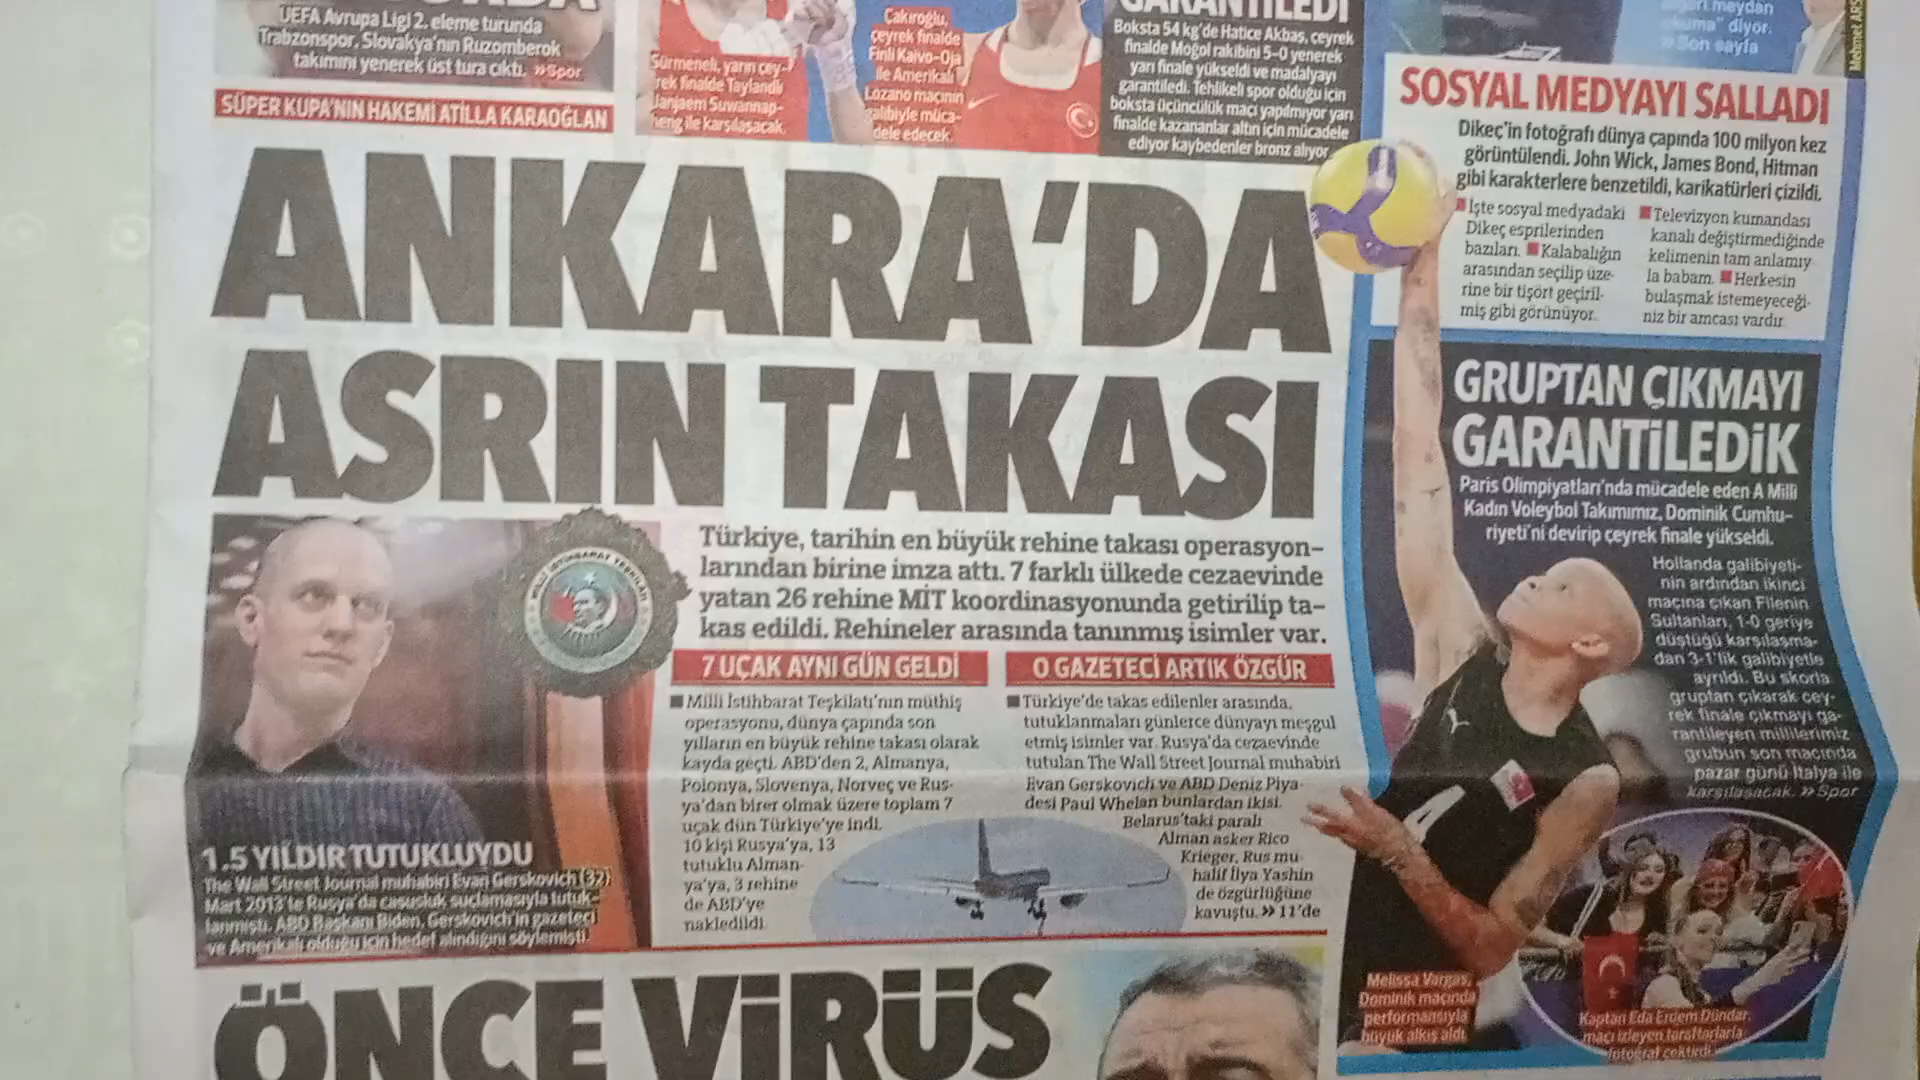 UEFA Avrupa Ligi 2. eleme turunda
Trabzonspor, Slovakya'nın Ruzomberok
takımını yenerek üst tura çıktı. »Spor
SÜPER KUPA'NIN HAKEMİ ATİLLA KARAOĞLAN
Sürmeneli, yarın çey-
rek finalde Taylandlı
Janjaem Suwannap-
heng ile karşılaşacak.
Çakıroğlu,
çeyrek finalde
Finli Kaivo-Oja
ile Amerikalı
Lozano maçının
galibiyle müca-
dele edecek.
GARANTİLEDİ
Boksta 54 kg'de Hatice Akbaş, çeyrek
finalde Moğol rakibini 5-0 yenerek
yarı finale yükseldi ve madalyayı
garantiledi. Tehlikeli spor olduğu için
boksta üçüncülük maçı yapılmıyor yarı
finalde kazananlar altın için mücadele
ediyor kaybedenler bronz alıyor.
meydan
okuma" diyor.
»Son sayfa
SOSYAL MEDYAYI SALLADI
Dikeç'in fotoğrafı dünya çapında 100 milyon kez
görüntülendi. John Wick, James Bond, Hitman
gibi karakterlere benzetildi, karikatürleri çizildi.
■ İşte sosyal medyadaki
Dikeç esprilerinden
bazıları. ■ Kalabalığın
arasından seçilip üze-
rine bir tişört geçiril-
miş gibi görünüyor.
■ Televizyon kumandası
kanalı değiştirmediğinde
kelimenin tam anlamıy-
la babam. ■ Herkesin
bulaşmak istemeyeceği-
niz bir amcası vardır.
ANKARA'DA
ASRIN TAKASI
MİLLİ İSTİHBARAT TEŞKİLATI
Türkiye, tarihin en büyük rehine takası operasyon-
larından birine imza attı. 7 farklı ülkede cezaevinde
yatan 26 rehine MİT koordinasyonunda getirilip ta-
kas edildi. Rehineler arasında tanınmış isimler var.
7 UÇAK AYNI GÜN GELDİ
■ Milli İstihbarat Teşkilatı'nın müthiş
operasyonu, dünya çapında son
yılların en büyük rehine takası olarak
kayda geçti. ABD'den 2, Almanya,
Polonya, Slovenya, Norveç ve Rus-
ya'dan birer olmak üzere toplam 7
uçak dün Türkiye'ye indi.
10 kişi Rusya'ya, 13
tutuklu Alman-
ya'ya, 3 rehine
de ABD'ye
nakledildi.
O GAZETECİ ARTIK ÖZGÜR
■ Türkiye'de takas edilenler arasında,
tutuklanmaları günlerce dünyayı meşgul
etmiş isimler var. Rusya'da cezaevinde
tutulan The Wall Street Journal muhabiri
Evan Gerskovich ve ABD Deniz Piya-
desi Paul Whelan bunlardan ikisi.
Belarus'taki paralı
Alman asker Rico
Krieger, Rus mu-
halif İlya Yashin
de özgürlüğüne
kavuştu. » 11'de
1.5 YILDIR TUTUKLUYDU
The Wall Street Journal muhabiri Evan Gerskovich (32)
Mart 2013'te Rusya'da casusluk suçlamasıyla tutuk-
lanmıştı. ABD Başkanı Biden, Gerskovich'in gazeteci
ve Amerikalı olduğu için hedef alındığını söylemişti.
GRUPTAN ÇIKMAYI
GARANTİLEDİK
Paris Olimpiyatları'nda mücadele eden A Milli
Kadın Voleybol Takımımız, Dominik Cumhu-
riyeti'ni devirip çeyrek finale yükseldi.
Hollanda galibiyeti-
nin ardından ikinci
maçına çıkan Filenin
Sultanları, 1-0 geriye
düştüğü karşılaşma-
dan 3-1'lik galibiyetle
ayrıldı. Bu skorla
gruptan çıkarak çey-
rek finale çıkmayı ga-
rantileyen millilerimiz
grubun son maçında
pazar günü İtalya ile
karşılaşacak. » Spor
4
Melissa Vargas,
Dominik maçında
performansıyla
büyük alkış aldı.
Kaptan Eda Erdem Dündar,
maçı izleyen taraftarlarla
fotoğraf çektirdi.
ÖNCE VİRÜS